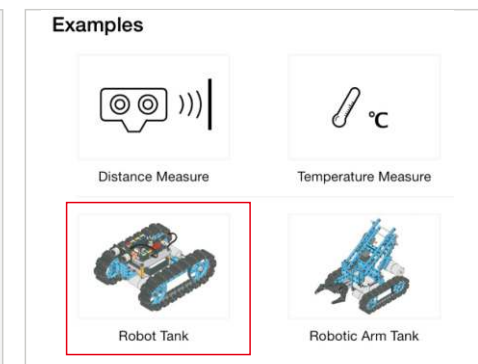 Examples
℃
Distance Measure
Temperature Measure
Robot Tank
Robotic Arm Tank